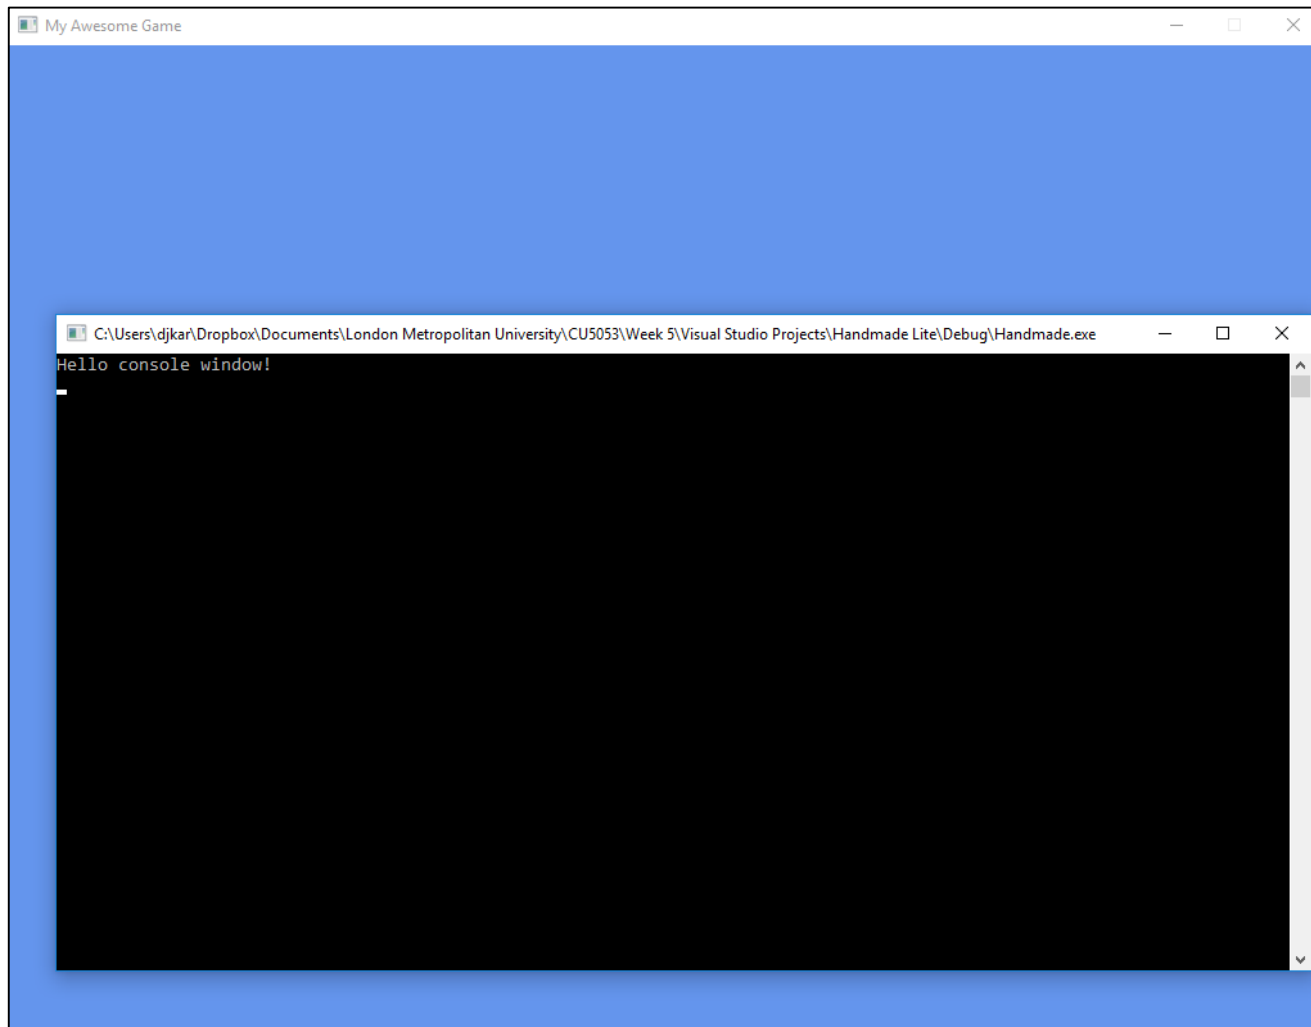 My Awesome Game
C:\Users\djkar\Dropbox\Documents\London Metropolitan University\CU5053\Week 5\Visual Studio Projects\Handmade Lite\Debug\Handmade.exe
Hello console window!